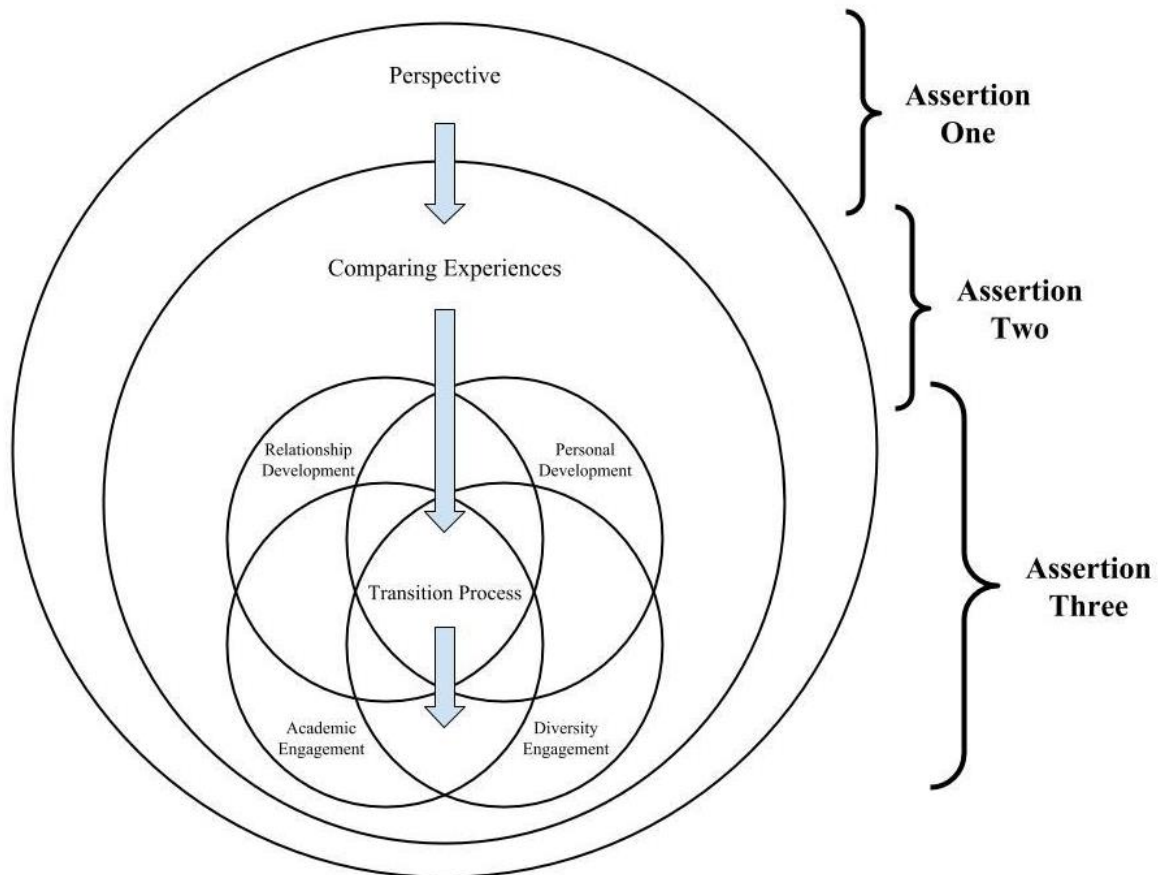 Perspective
Assertion
One
Comparing Experiences
Assertion
Two
Relationship
Development
Personal
Development
Transition Process
Assertion
Three
Academic
Engagement
Diversity
Engagement